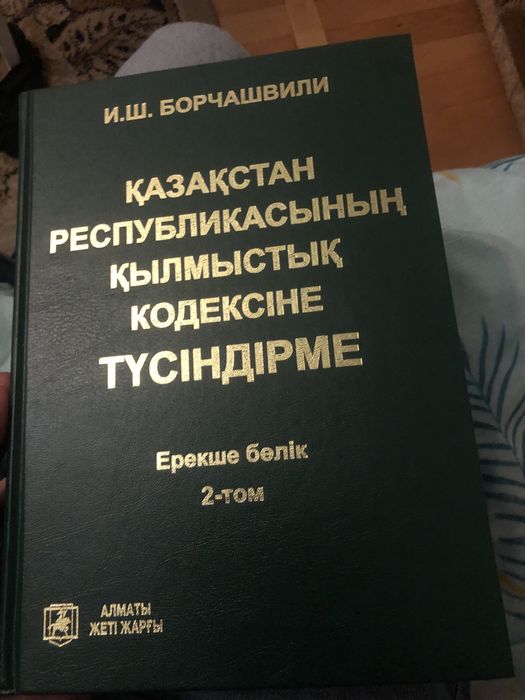 И.Ш. БОРЧАШВИЛИ
ҚАЗАҚСТАН
РЕСПУБЛИКАСЫНЫҢ
ҚЫЛМЫСТЫҚ
КОДЕКСІНЕ
ТҮСІНДІРМЕ
Ерекше бөлік
2-том
АЛМАТЫ
ЖЕТІ ЖАРҒЫ